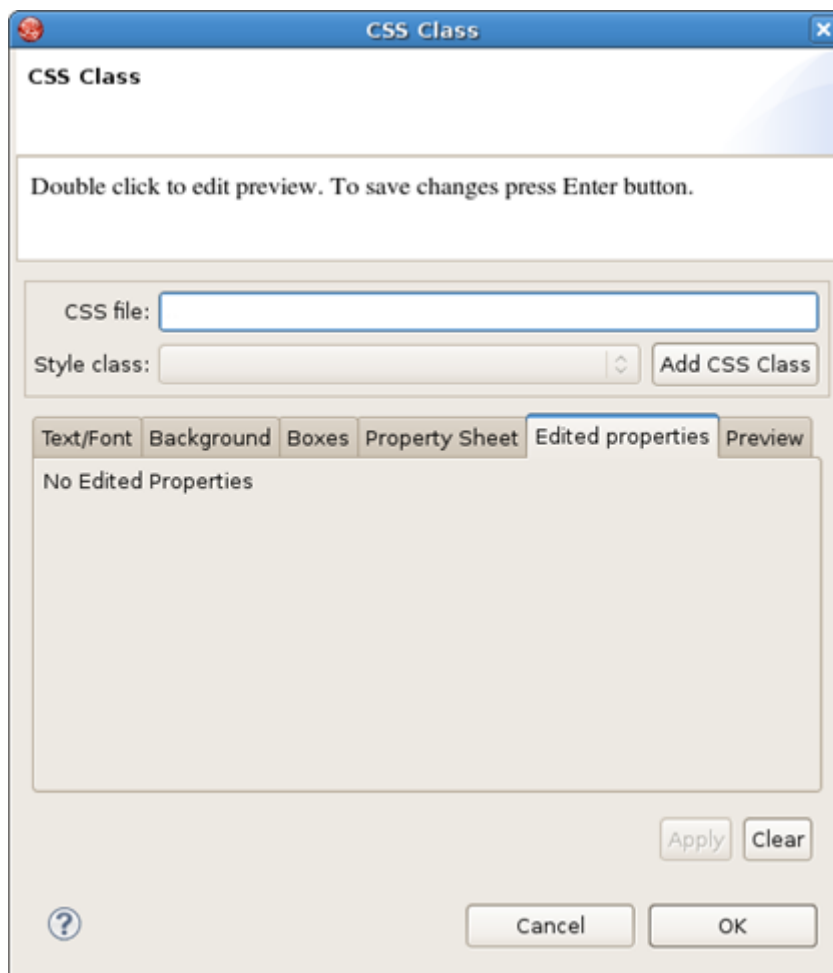 CSS Class
CSS Class
Double click to edit preview. To save changes press Enter button.
CSS file:
Style class: Add CSS Class
Text/Font Background Boxes Property Sheet Edited properties Preview
No Edited Properties
Apply Clear
? Cancel OK